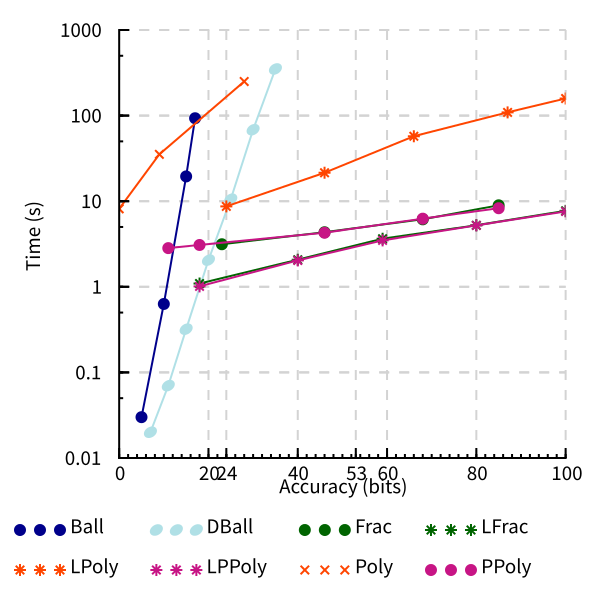 1000
100
10
1
0.1
0.01
Time (s)
0 20 24 40 53 60 80 100
Accuracy (bits)
Ball DBall Frac LFrac
LPoly LPPoly Poly PPoly